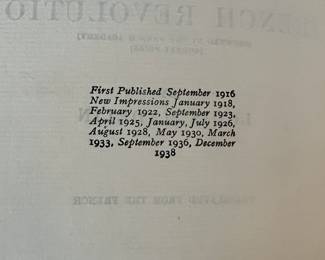 First Published September 1916
New Impressions January 1918,
February 1922, September 1923,
April 1925, January, July 1926,
August 1928, May 1930, March
1933, September 1936, December
1938